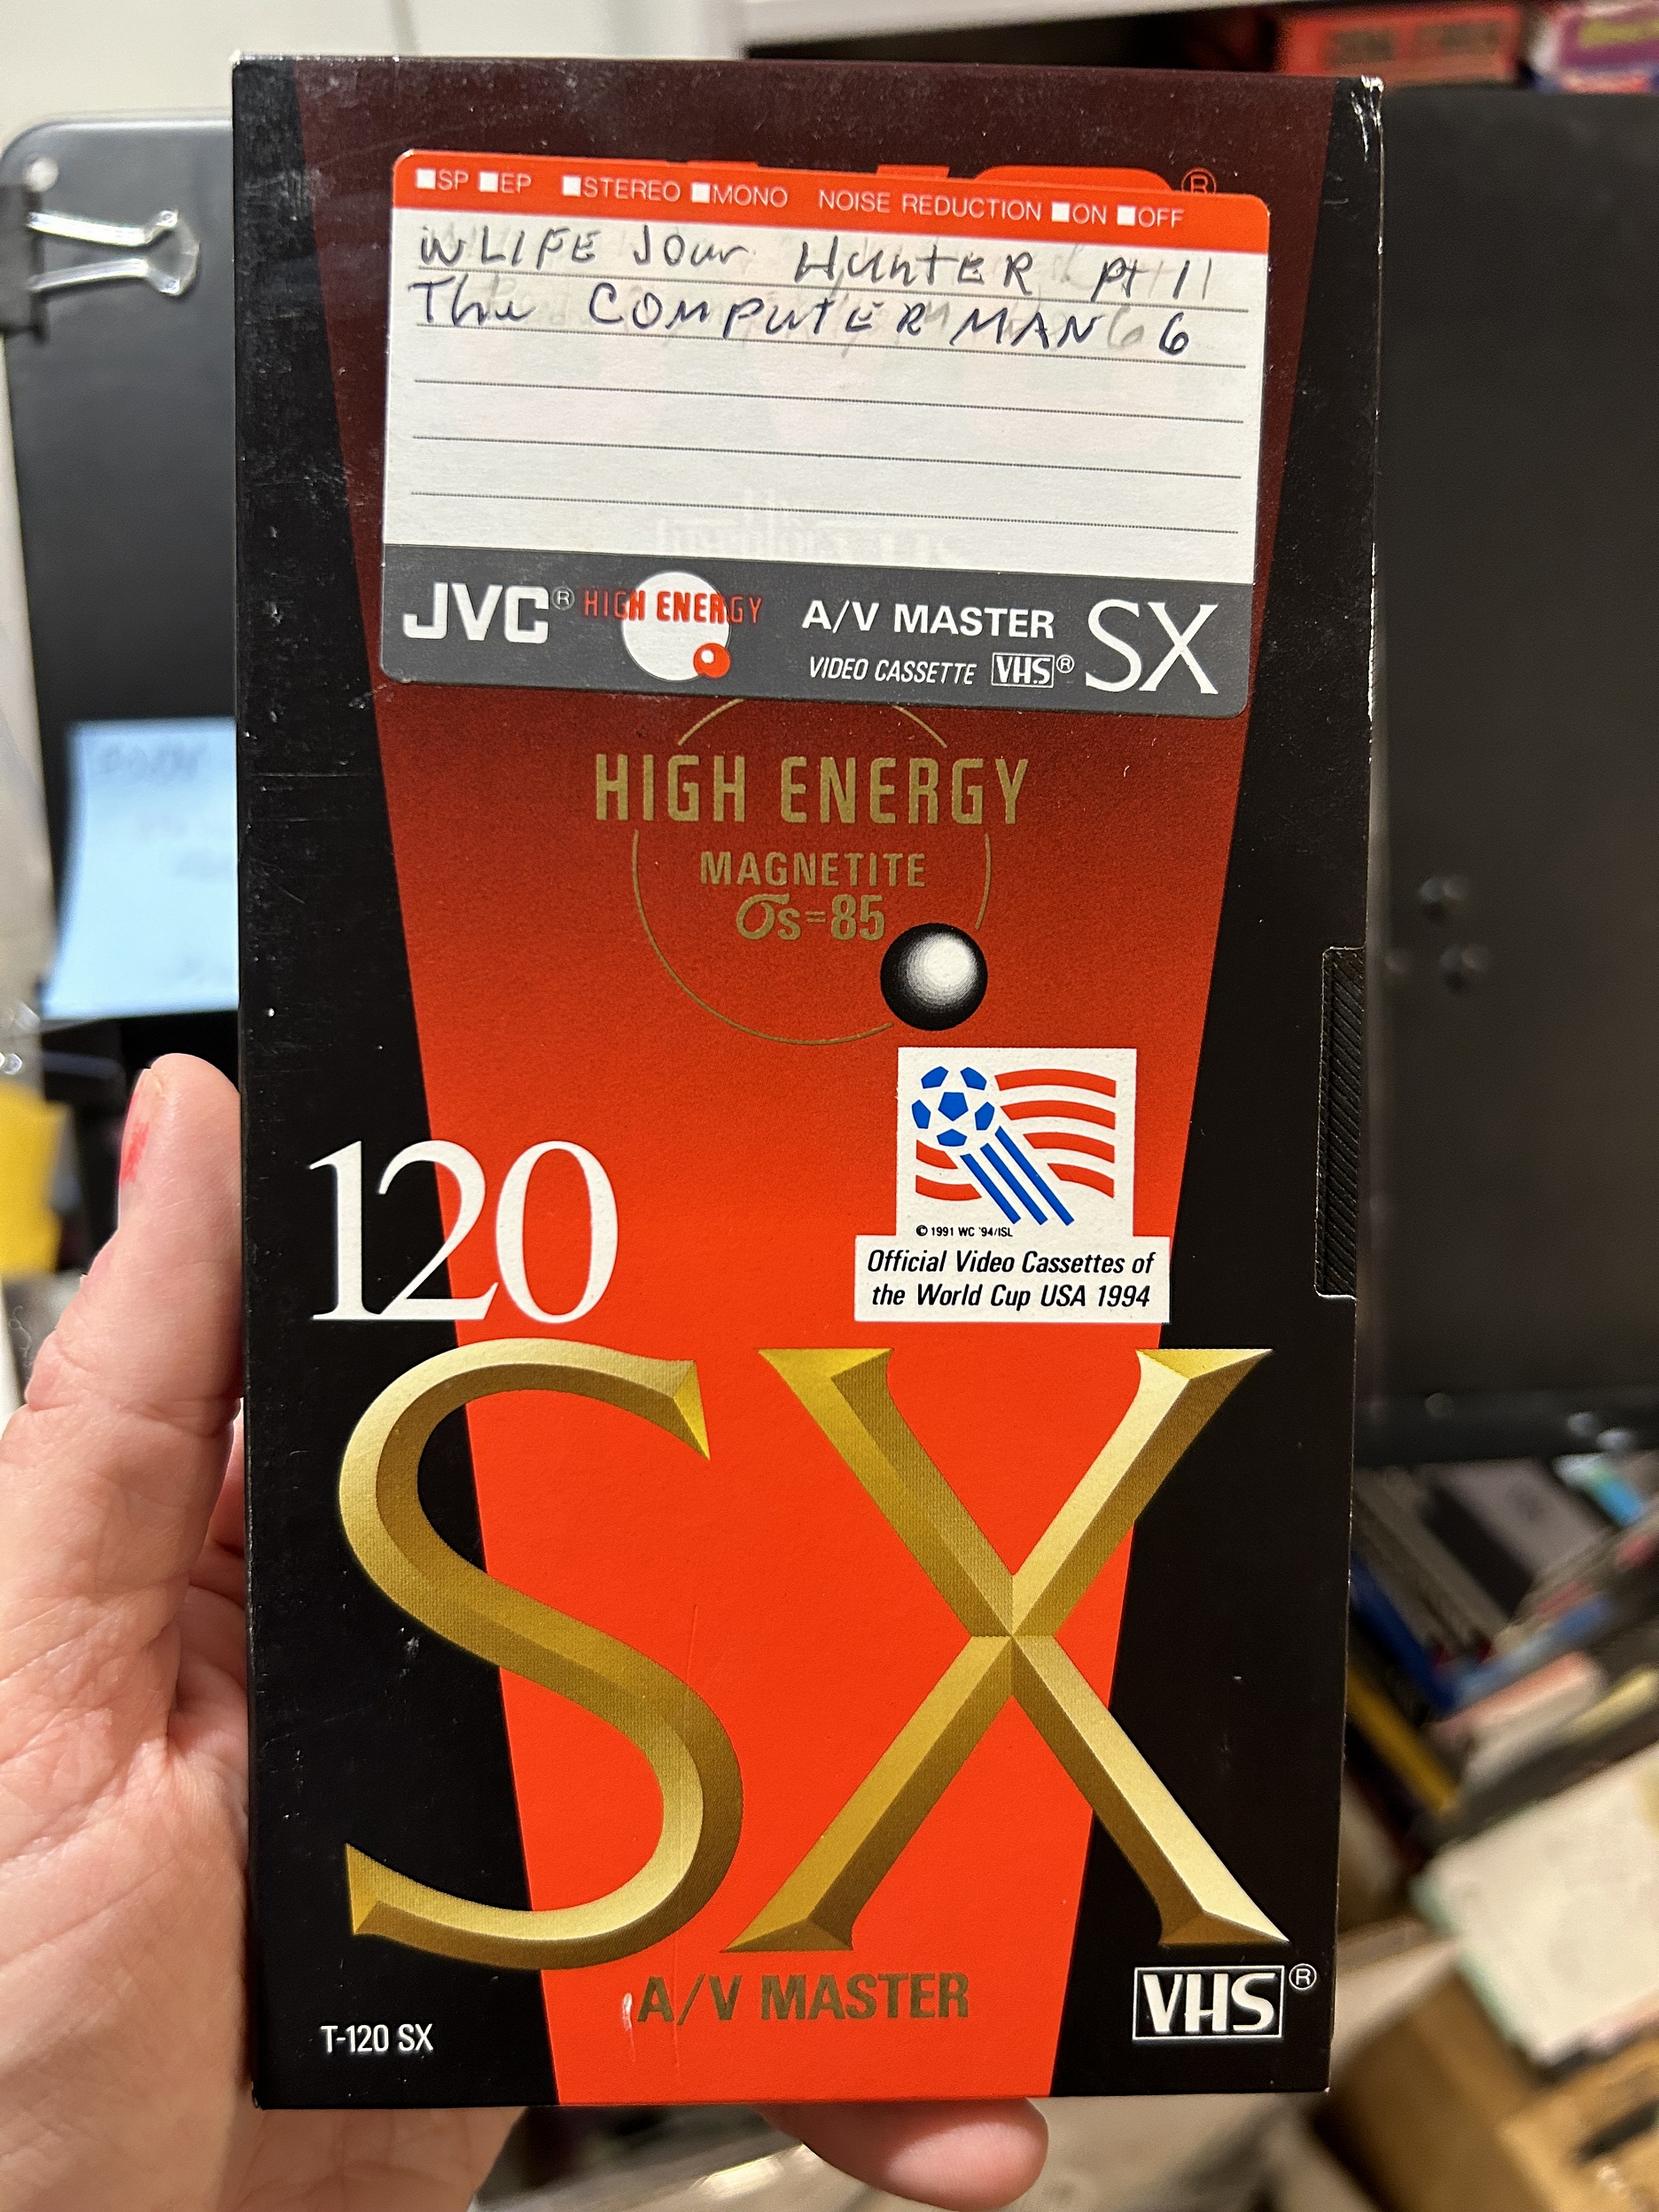 SP EP STEREO MONO NOISE REDUCTION ON OFF
WLIFE Jour HUnTER pt 11
The COMPuTER MAN 6
JVC® HIGH ENERGY A/V MASTER SX
VIDEO CASSETTE VHS®
HIGH ENERGY
MAGNETITE
σs=85
120
© 1991 WC '94/ISL
Official Video Cassettes of
the World Cup USA 1994
SX
A/V MASTER
T-120 SX
VHS®